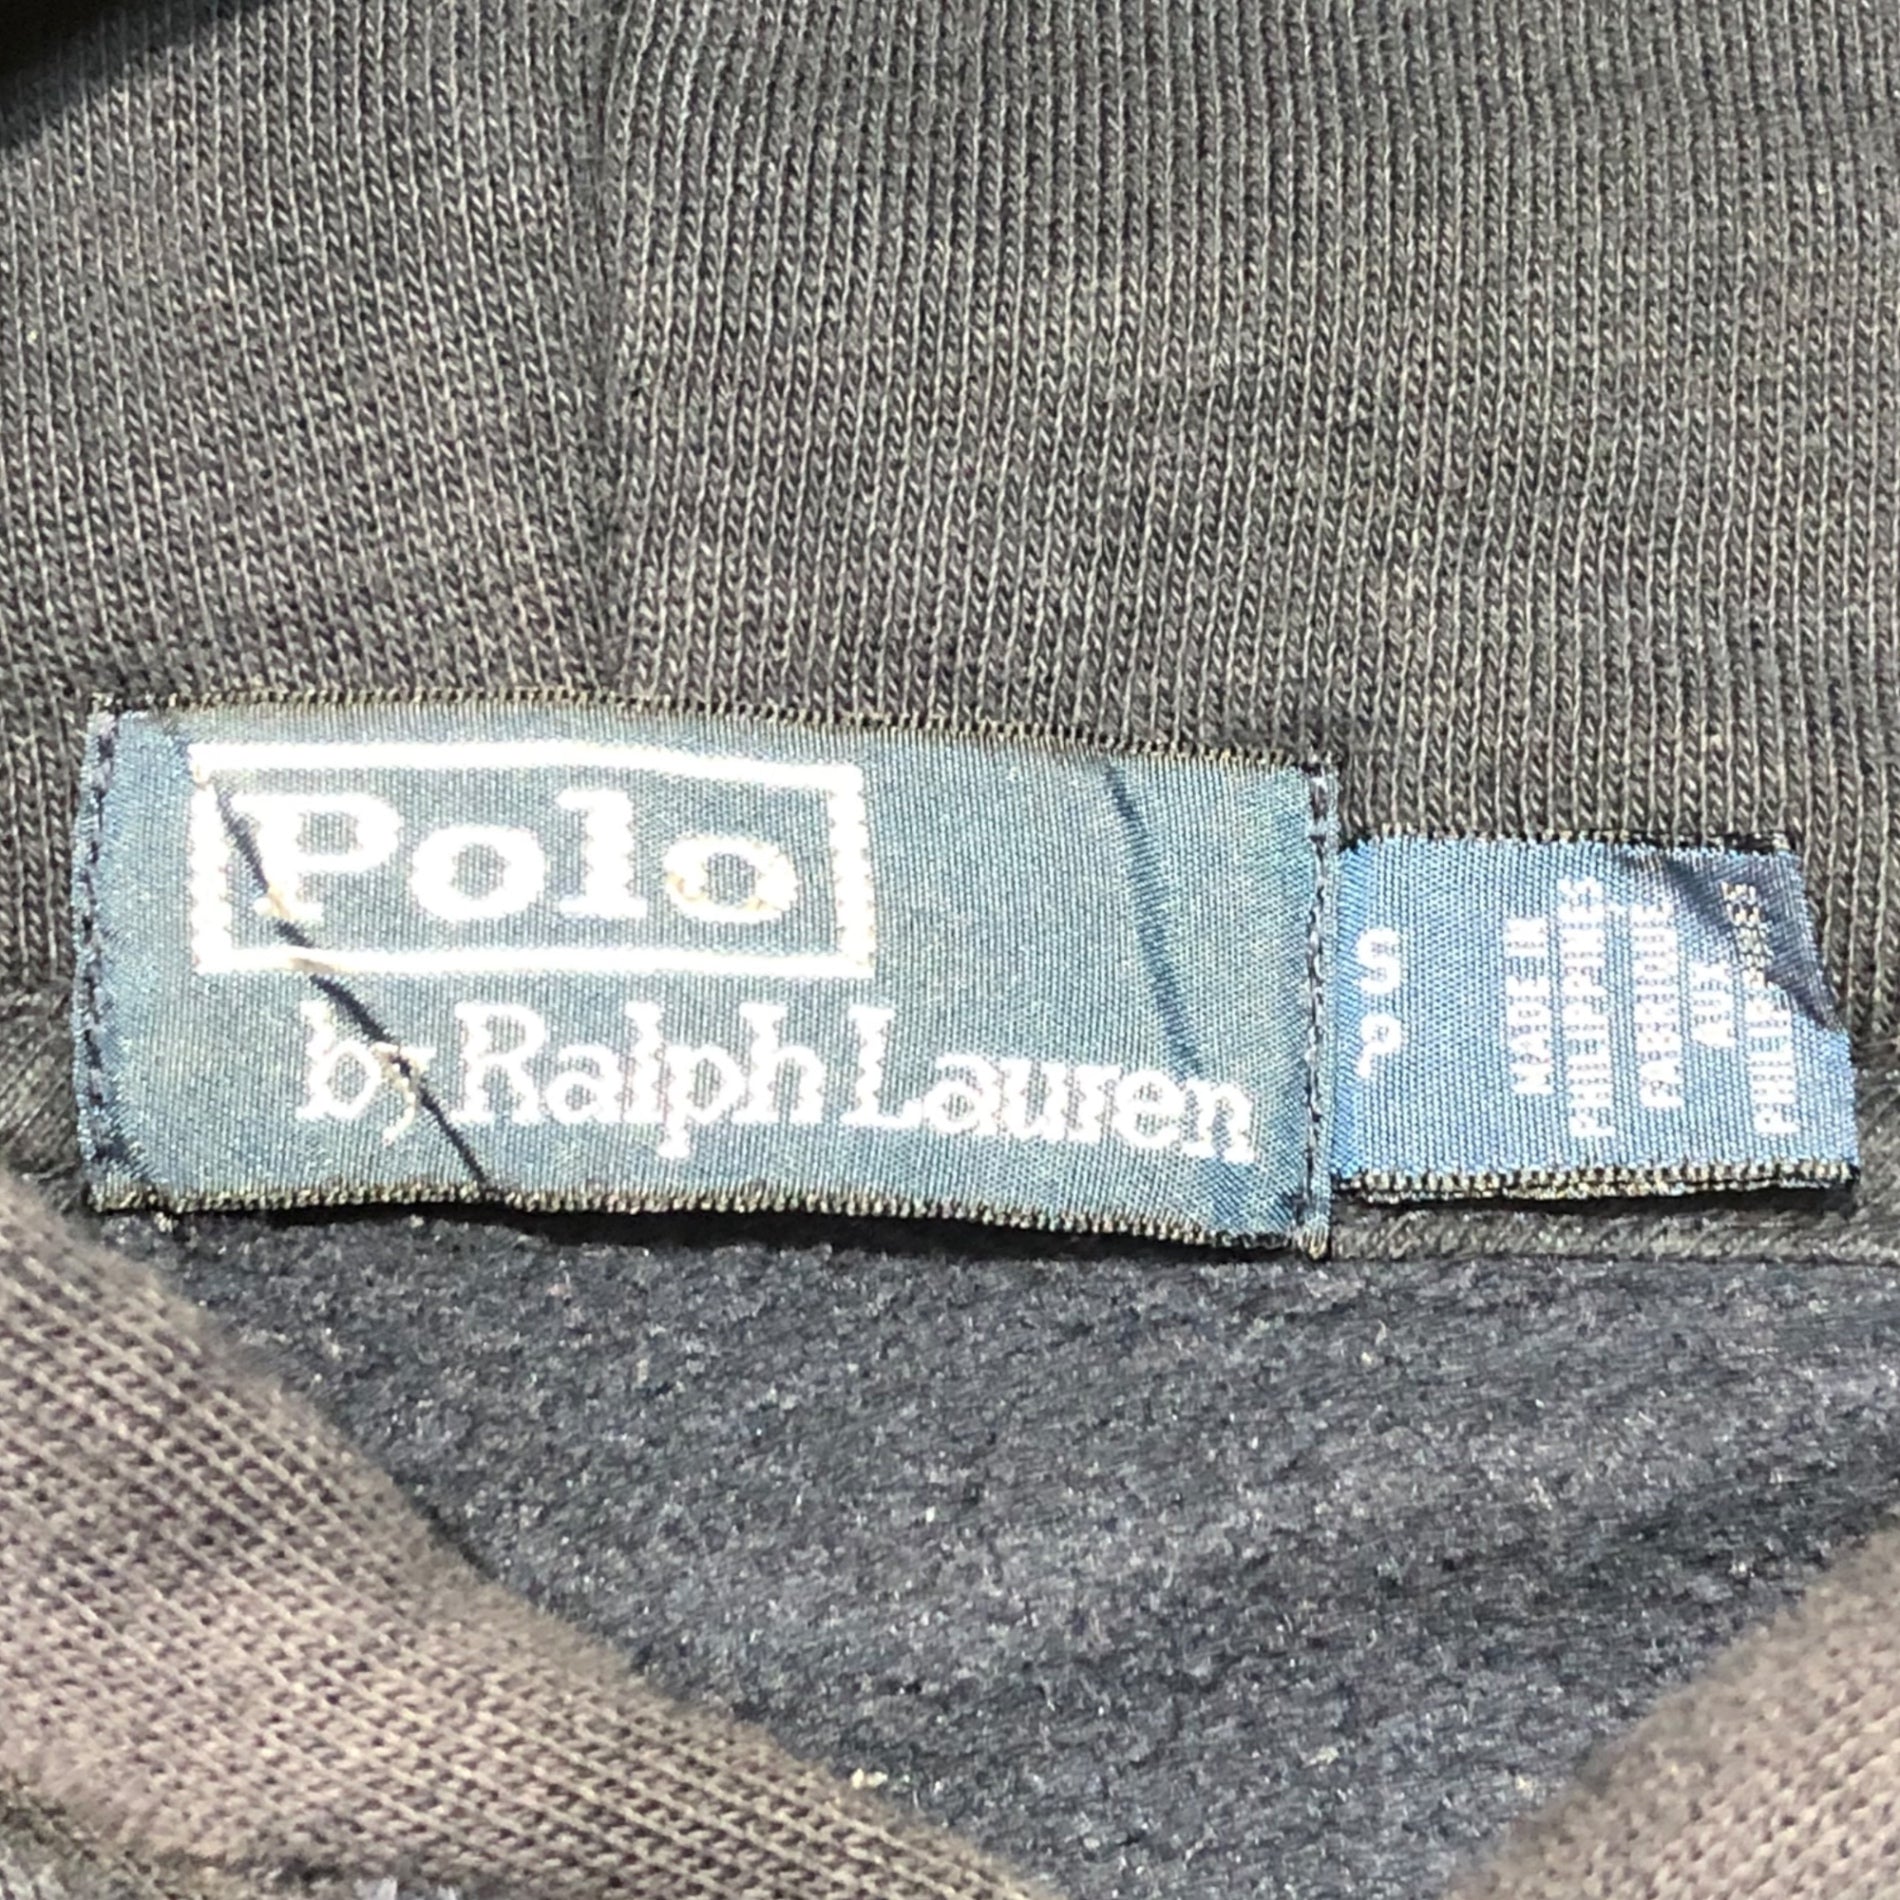 Polo
by Ralph Lauren
S
P
MADE IN
PHILIPPINES
FABRIQUE
AUX
PHILIPPINES